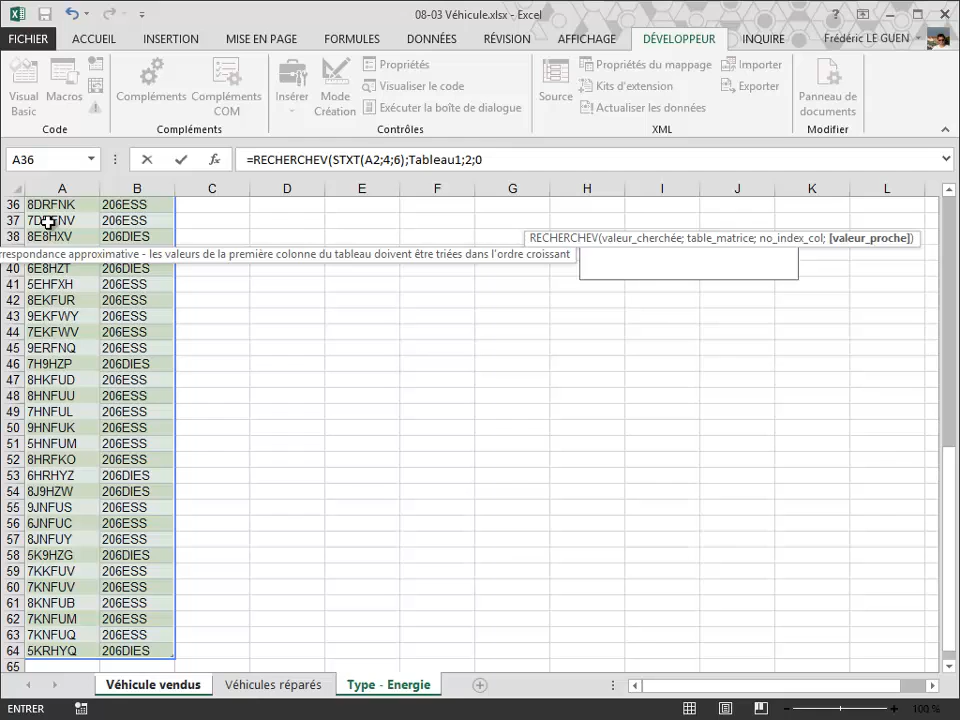 08-03 Véhicule.xlsx - Excel
FICHIER ACCUEIL INSERTION MISE EN PAGE FORMULES DONNÉES RÉVISION AFFICHAGE DÉVELOPPEUR INQUIRE Frédéric LE GUEN
Visual Basic
Macros
Code
Compléments
Compléments COM
Compléments
Insérer
Mode Création
Propriétés
Visualiser le code
Exécuter la boîte de dialogue
Contrôles
Source
Propriétés du mappage
Kits d'extension
Actualiser les données
Importer
Exporter
XML
Panneau de documents
Modifier
A36 =RECHERCHEV(STXT(A2;4;6);Tableau1;2;0
A B C D E F G H I J K L
36 8DRFNK 206ESS
37 206ESS
38 8E8HXV 206DIES
RECHERCHEV(valeur_cherchée; table_matrice; no_index_col; [valeur_proche])
rrespondance approximative - les valeurs de la première colonne du tableau doivent être triées dans l'ordre croissant
40 6E8HZT 206DIES
41 5EHFXH 206ESS
42 8EKFUR 206ESS
43 9EKFWY 206ESS
44 7EKFWV 206ESS
45 9ERFNQ 206ESS
46 7H9HZP 206DIES
47 8HKFUD 206ESS
48 8HNFUU 206ESS
49 7HNFUL 206ESS
50 9HNFUK 206ESS
51 5HNFUM 206ESS
52 8HRFKO 206ESS
53 6HRHYZ 206DIES
54 8J9HZW 206DIES
55 9JNFUS 206ESS
56 6JNFUC 206ESS
57 8JNFUY 206ESS
58 5K9HZG 206DIES
59 7KKFUV 206ESS
60 7KNFUV 206ESS
61 8KNFUB 206ESS
62 7KNFUM 206ESS
63 7KNFUQ 206ESS
64 5KRHYQ 206DIES
65
Véhicule vendus Véhicules réparés Type - Energie
ENTRER 100 %